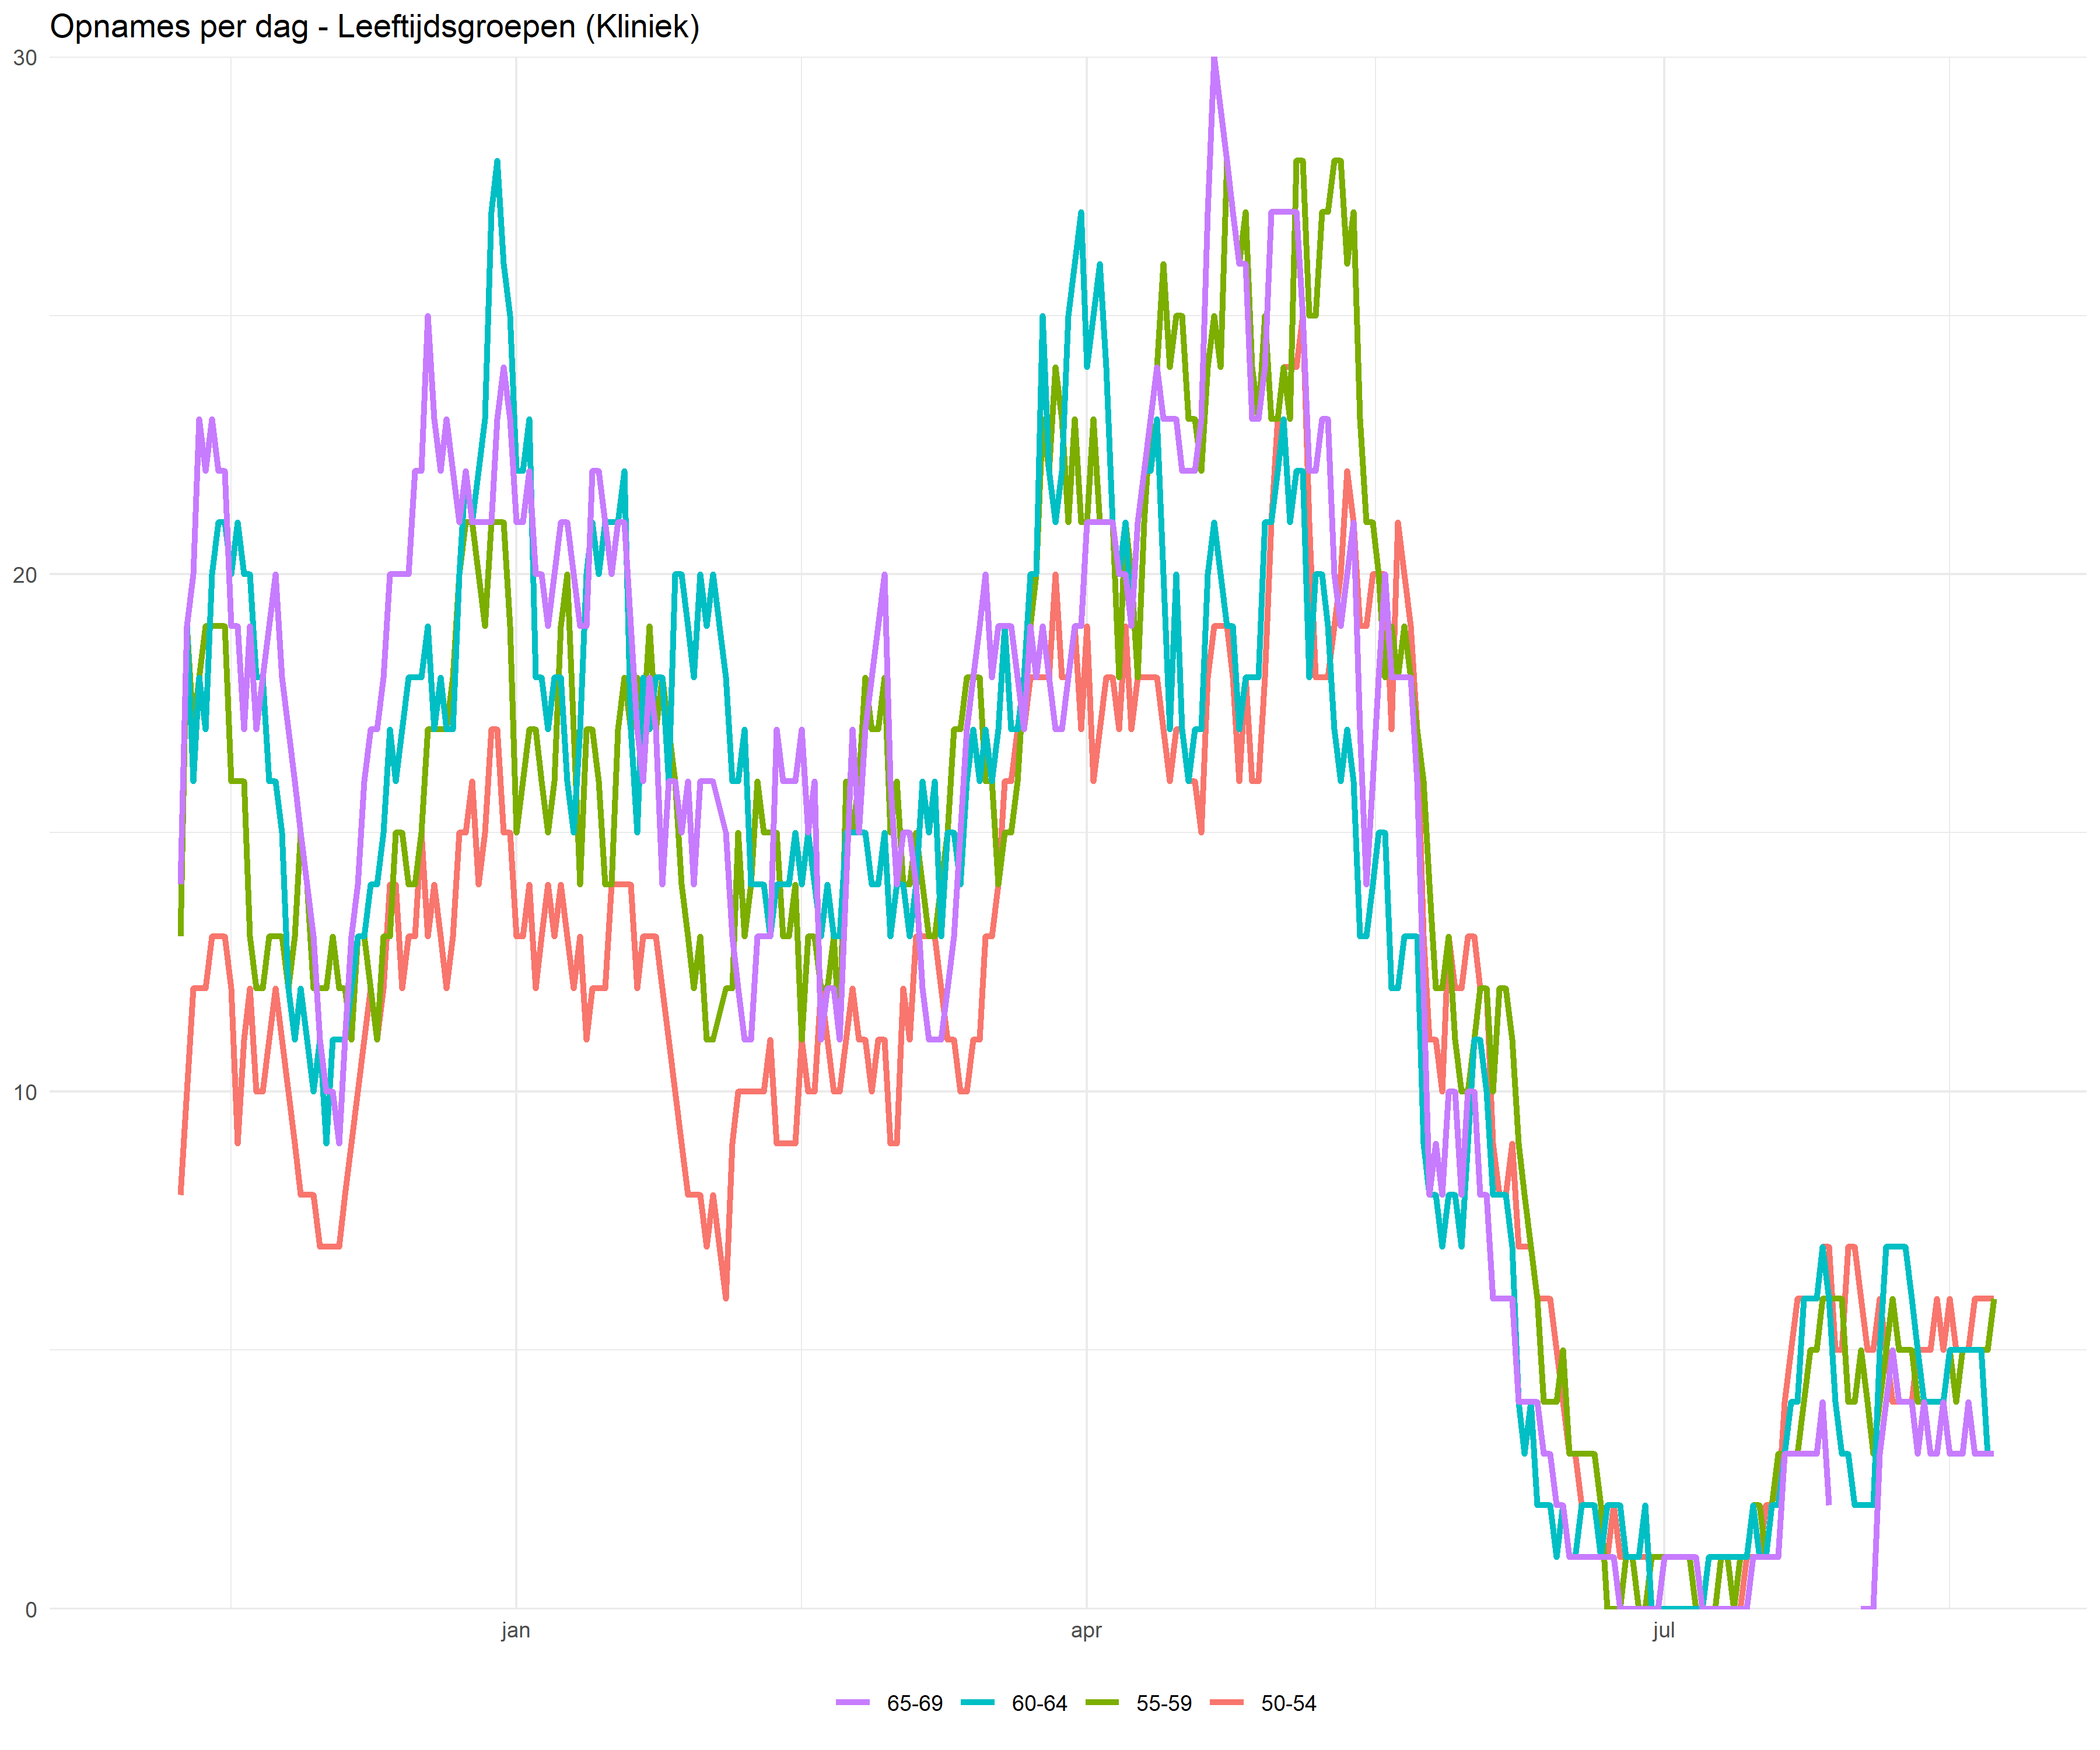 Opnames per dag - Leeftijdsgroepen (Kliniek)
30
20
10
0
jan apr jul
65-69 60-64 55-59 50-54